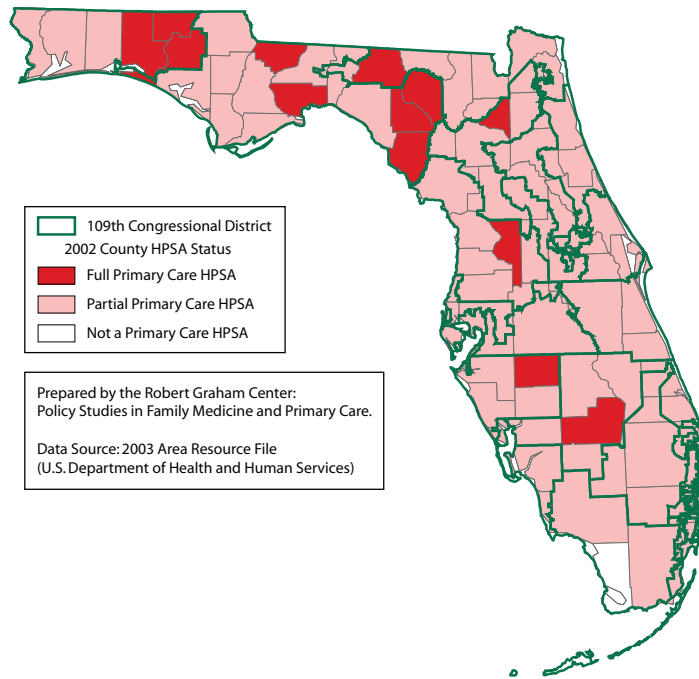 109th Congressional District
2002 County HPSA Status
Full Primary Care HPSA
Partial Primary Care HPSA
Not a Primary Care HPSA
Prepared by the Robert Graham Center:
Policy Studies in Family Medicine and Primary Care.
Data Source: 2003 Area Resource File
(U.S. Department of Health and Human Services)